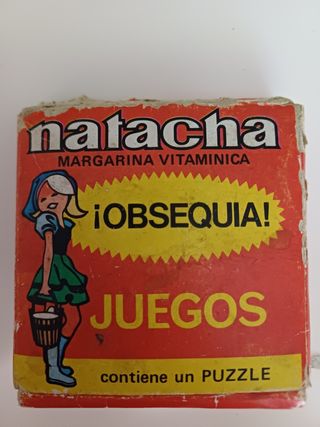 natacha
MARGARINA VITAMINICA
¡OBSEQUIA!
JUEGOS
contiene un PUZZLE